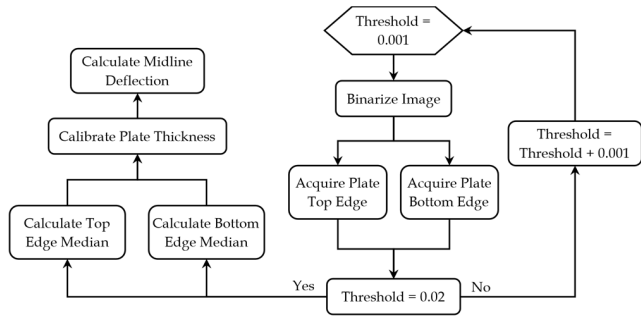 Threshold =
0.001
Calculate Midline
Deflection
Binarize Image
Calibrate Plate Thickness
Threshold =
Threshold + 0.001
Acquire Plate
Top Edge
Acquire Plate
Bottom Edge
Calculate Top
Edge Median
Calculate Bottom
Edge Median
Yes
Threshold = 0.02
No